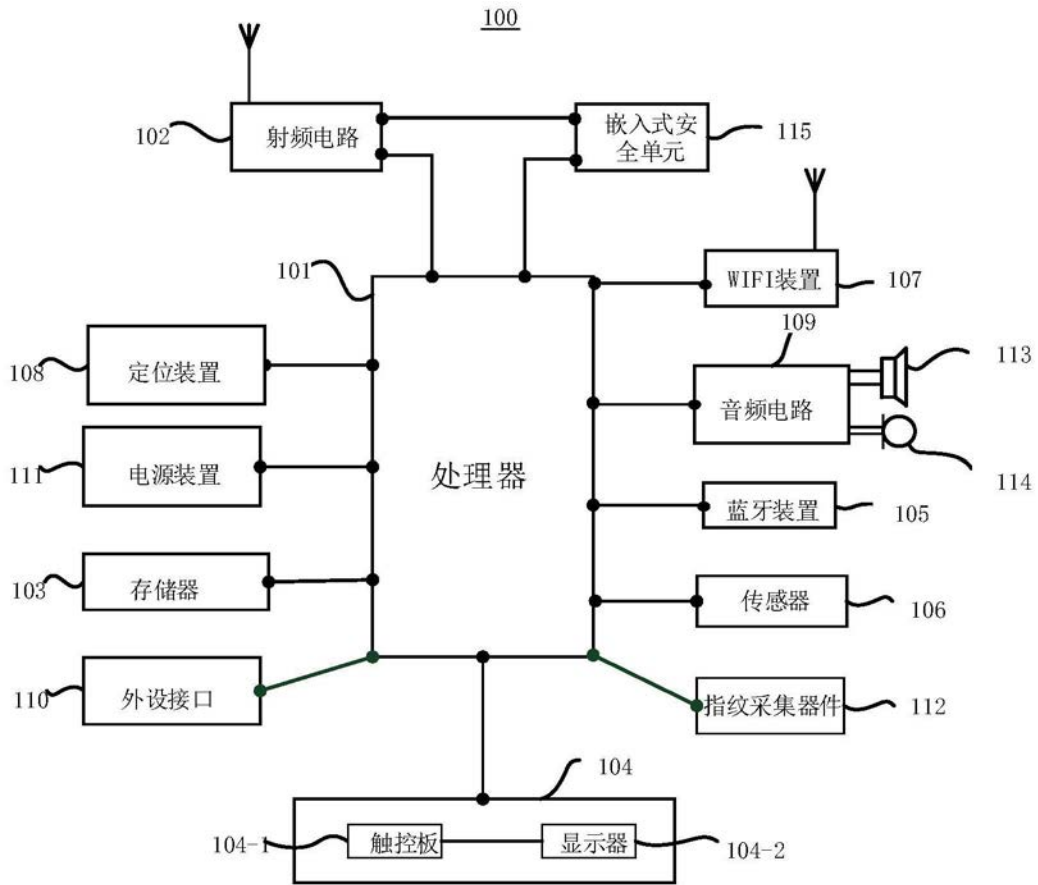 100
102
射频电路
嵌入式安
全单元
115
101
WIFI装置
107
109
108
定位装置
音频电路
113
111
电源装置
处理器
114
蓝牙装置
105
103
存储器
传感器
106
110
外设接口
指纹采集器件
112
104
104-1
触控板
显示器
104-2